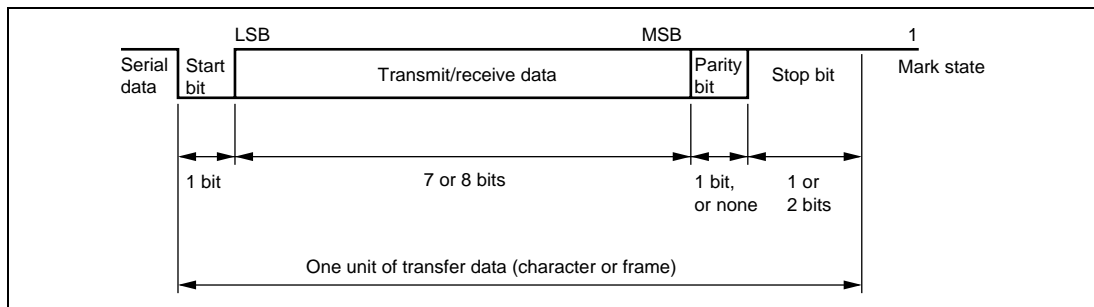 LSB
MSB
1
Serial
data
Start
bit
Transmit/receive data
Parity
bit
Stop bit
Mark state
1 bit
7 or 8 bits
1 bit,
or none
1 or
2 bits
One unit of transfer data (character or frame)